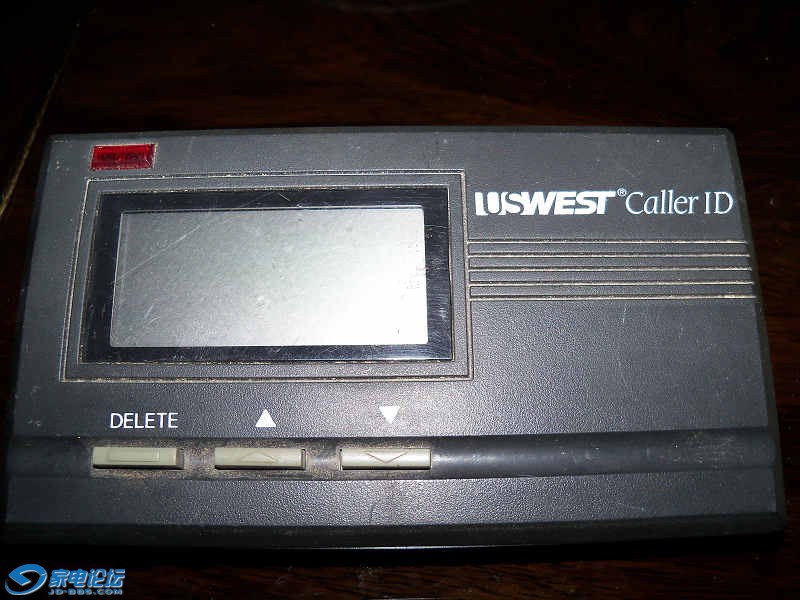 USWEST® Caller ID
DELETE ▲ ▼
家电论坛
JD-BBS.COM